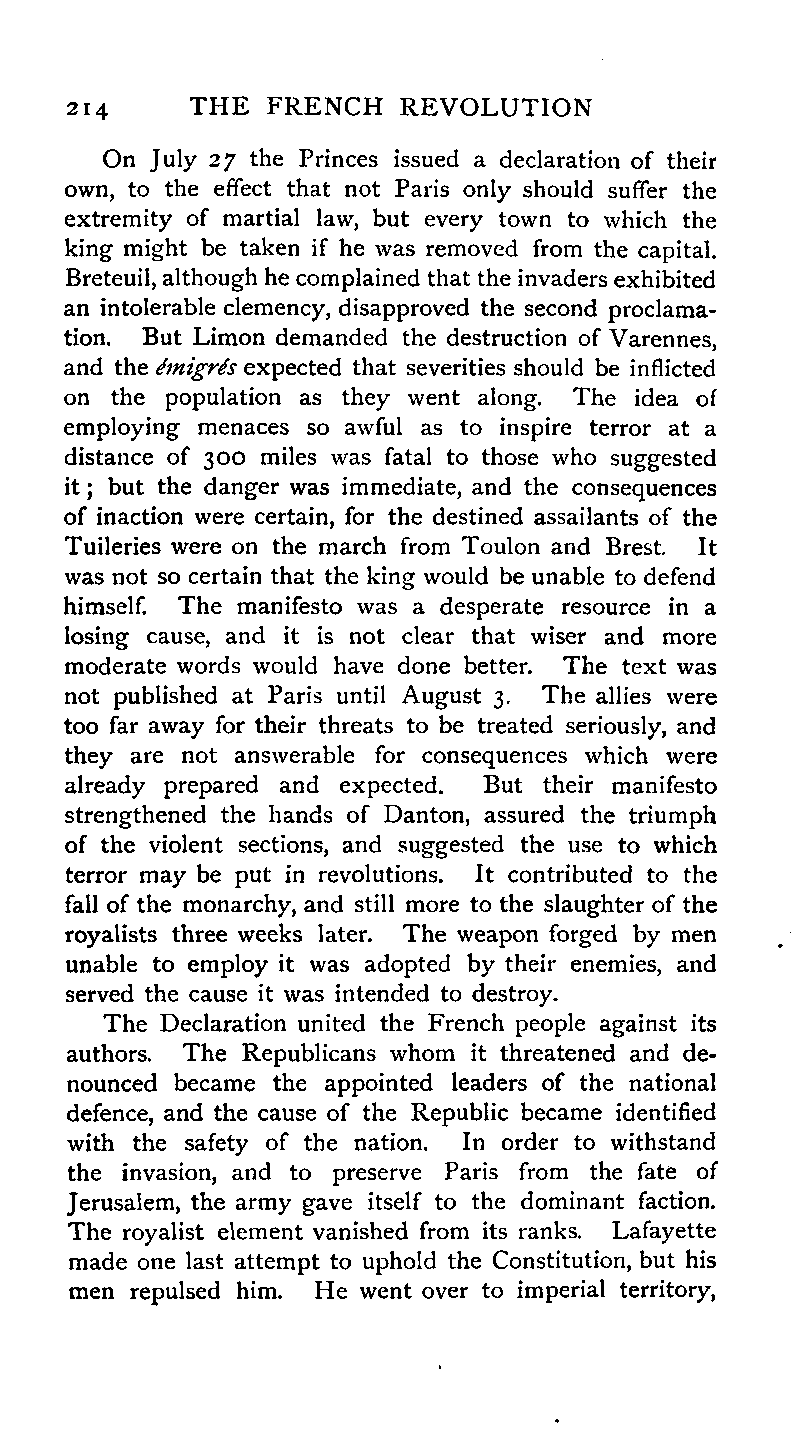 214 THE FRENCH REVOLUTION
On July 27 the Princes issued a declaration of their
own, to the effect that not Paris only should suffer the
extremity of martial law, but every town to which the
king might be taken if he was removed from the capital.
Breteuil, although he complained that the invaders exhibited
an intolerable clemency, disapproved the second proclama-
tion. But Limon demanded the destruction of Varennes,
and the émigrés expected that severities should be inflicted
on the population as they went along. The idea of
employing menaces so awful as to inspire terror at a
distance of 300 miles was fatal to those who suggested
it; but the danger was immediate, and the consequences
of inaction were certain, for the destined assailants of the
Tuileries were on the march from Toulon and Brest. It
was not so certain that the king would be unable to defend
himself. The manifesto was a desperate resource in a
losing cause, and it is not clear that wiser and more
moderate words would have done better. The text was
not published at Paris until August 3. The allies were
too far away for their threats to be treated seriously, and
they are not answerable for consequences which were
already prepared and expected. But their manifesto
strengthened the hands of Danton, assured the triumph
of the violent sections, and suggested the use to which
terror may be put in revolutions. It contributed to the
fall of the monarchy, and still more to the slaughter of the
royalists three weeks later. The weapon forged by men
unable to employ it was adopted by their enemies, and
served the cause it was intended to destroy.
The Declaration united the French people against its
authors. The Republicans whom it threatened and de-
nounced became the appointed leaders of the national
defence, and the cause of the Republic became identified
with the safety of the nation. In order to withstand
the invasion, and to preserve Paris from the fate of
Jerusalem, the army gave itself to the dominant faction.
The royalist element vanished from its ranks. Lafayette
made one last attempt to uphold the Constitution, but his
men repulsed him. He went over to imperial territory,